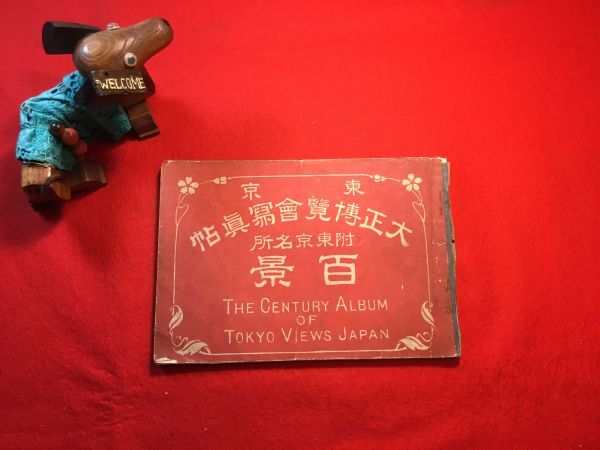 WELCOME
東京
大正博覽會寫眞帖
附東京名所
百景
THE CENTURY ALBUM
OF
TOKYO VIEWS JAPAN